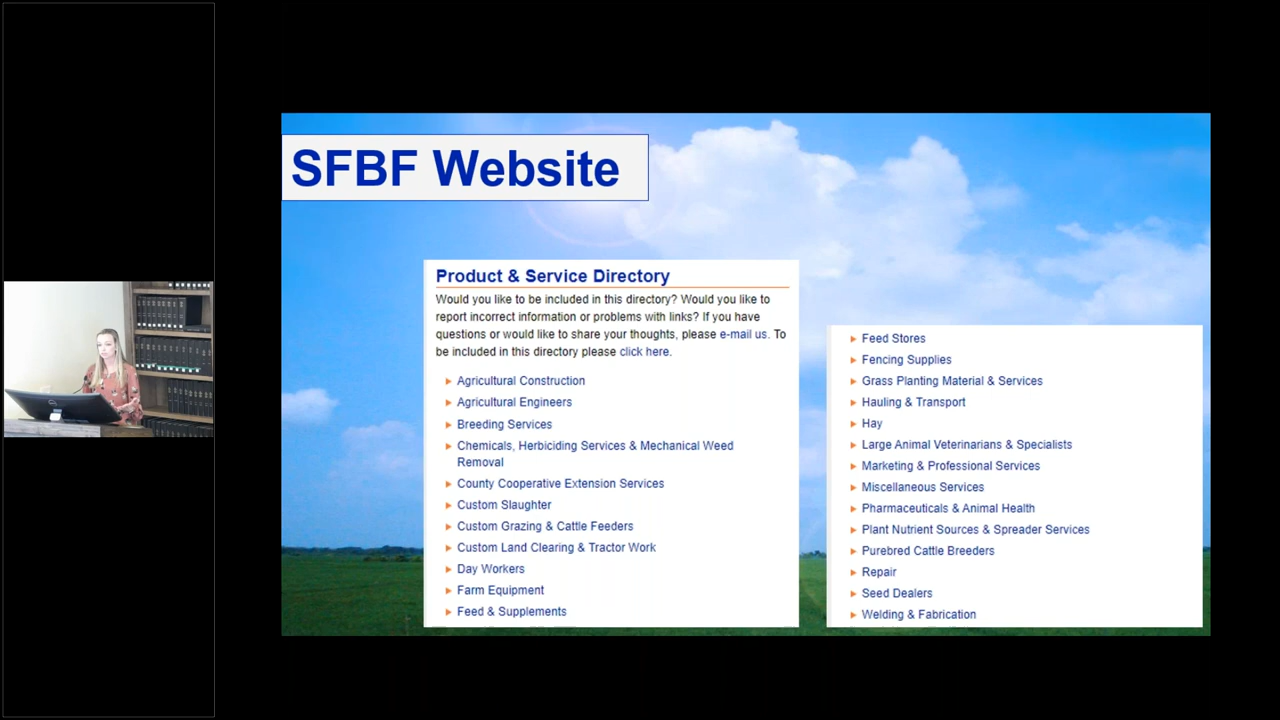 SFBF Website
Product & Service Directory
Would you like to be included in this directory? Would you like to
report incorrect information or problems with links? If you have
questions or would like to share your thoughts, please e-mail us. To
be included in this directory please click here.
Agricultural Construction
Agricultural Engineers
Breeding Services
Chemicals, Herbiciding Services & Mechanical Weed
Removal
County Cooperative Extension Services
Custom Slaughter
Custom Grazing & Cattle Feeders
Custom Land Clearing & Tractor Work
Day Workers
Farm Equipment
Feed & Supplements
Feed Stores
Fencing Supplies
Grass Planting Material & Services
Hauling & Transport
Hay
Large Animal Veterinarians & Specialists
Marketing & Professional Services
Miscellaneous Services
Pharmaceuticals & Animal Health
Plant Nutrient Sources & Spreader Services
Purebred Cattle Breeders
Repair
Seed Dealers
Welding & Fabrication